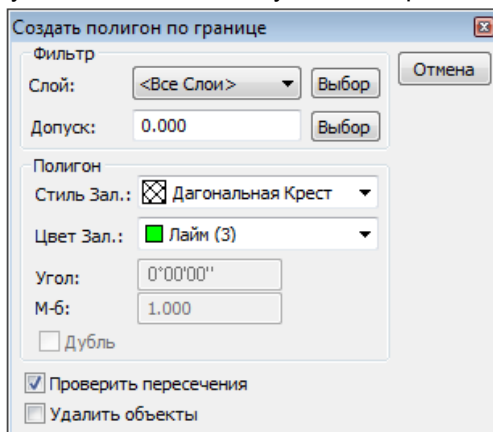 Создать полигон по границе
Фильтр
Слой: <Все Слои> Выбор Отмена
Допуск: 0.000 Выбор
Полигон
Стиль Зал.: Дагональная Крест
Цвет Зал.: Лайм (3)
Угол: 0°00'00"
М-б: 1.000
Дубль
Проверить пересечения
Удалить объекты